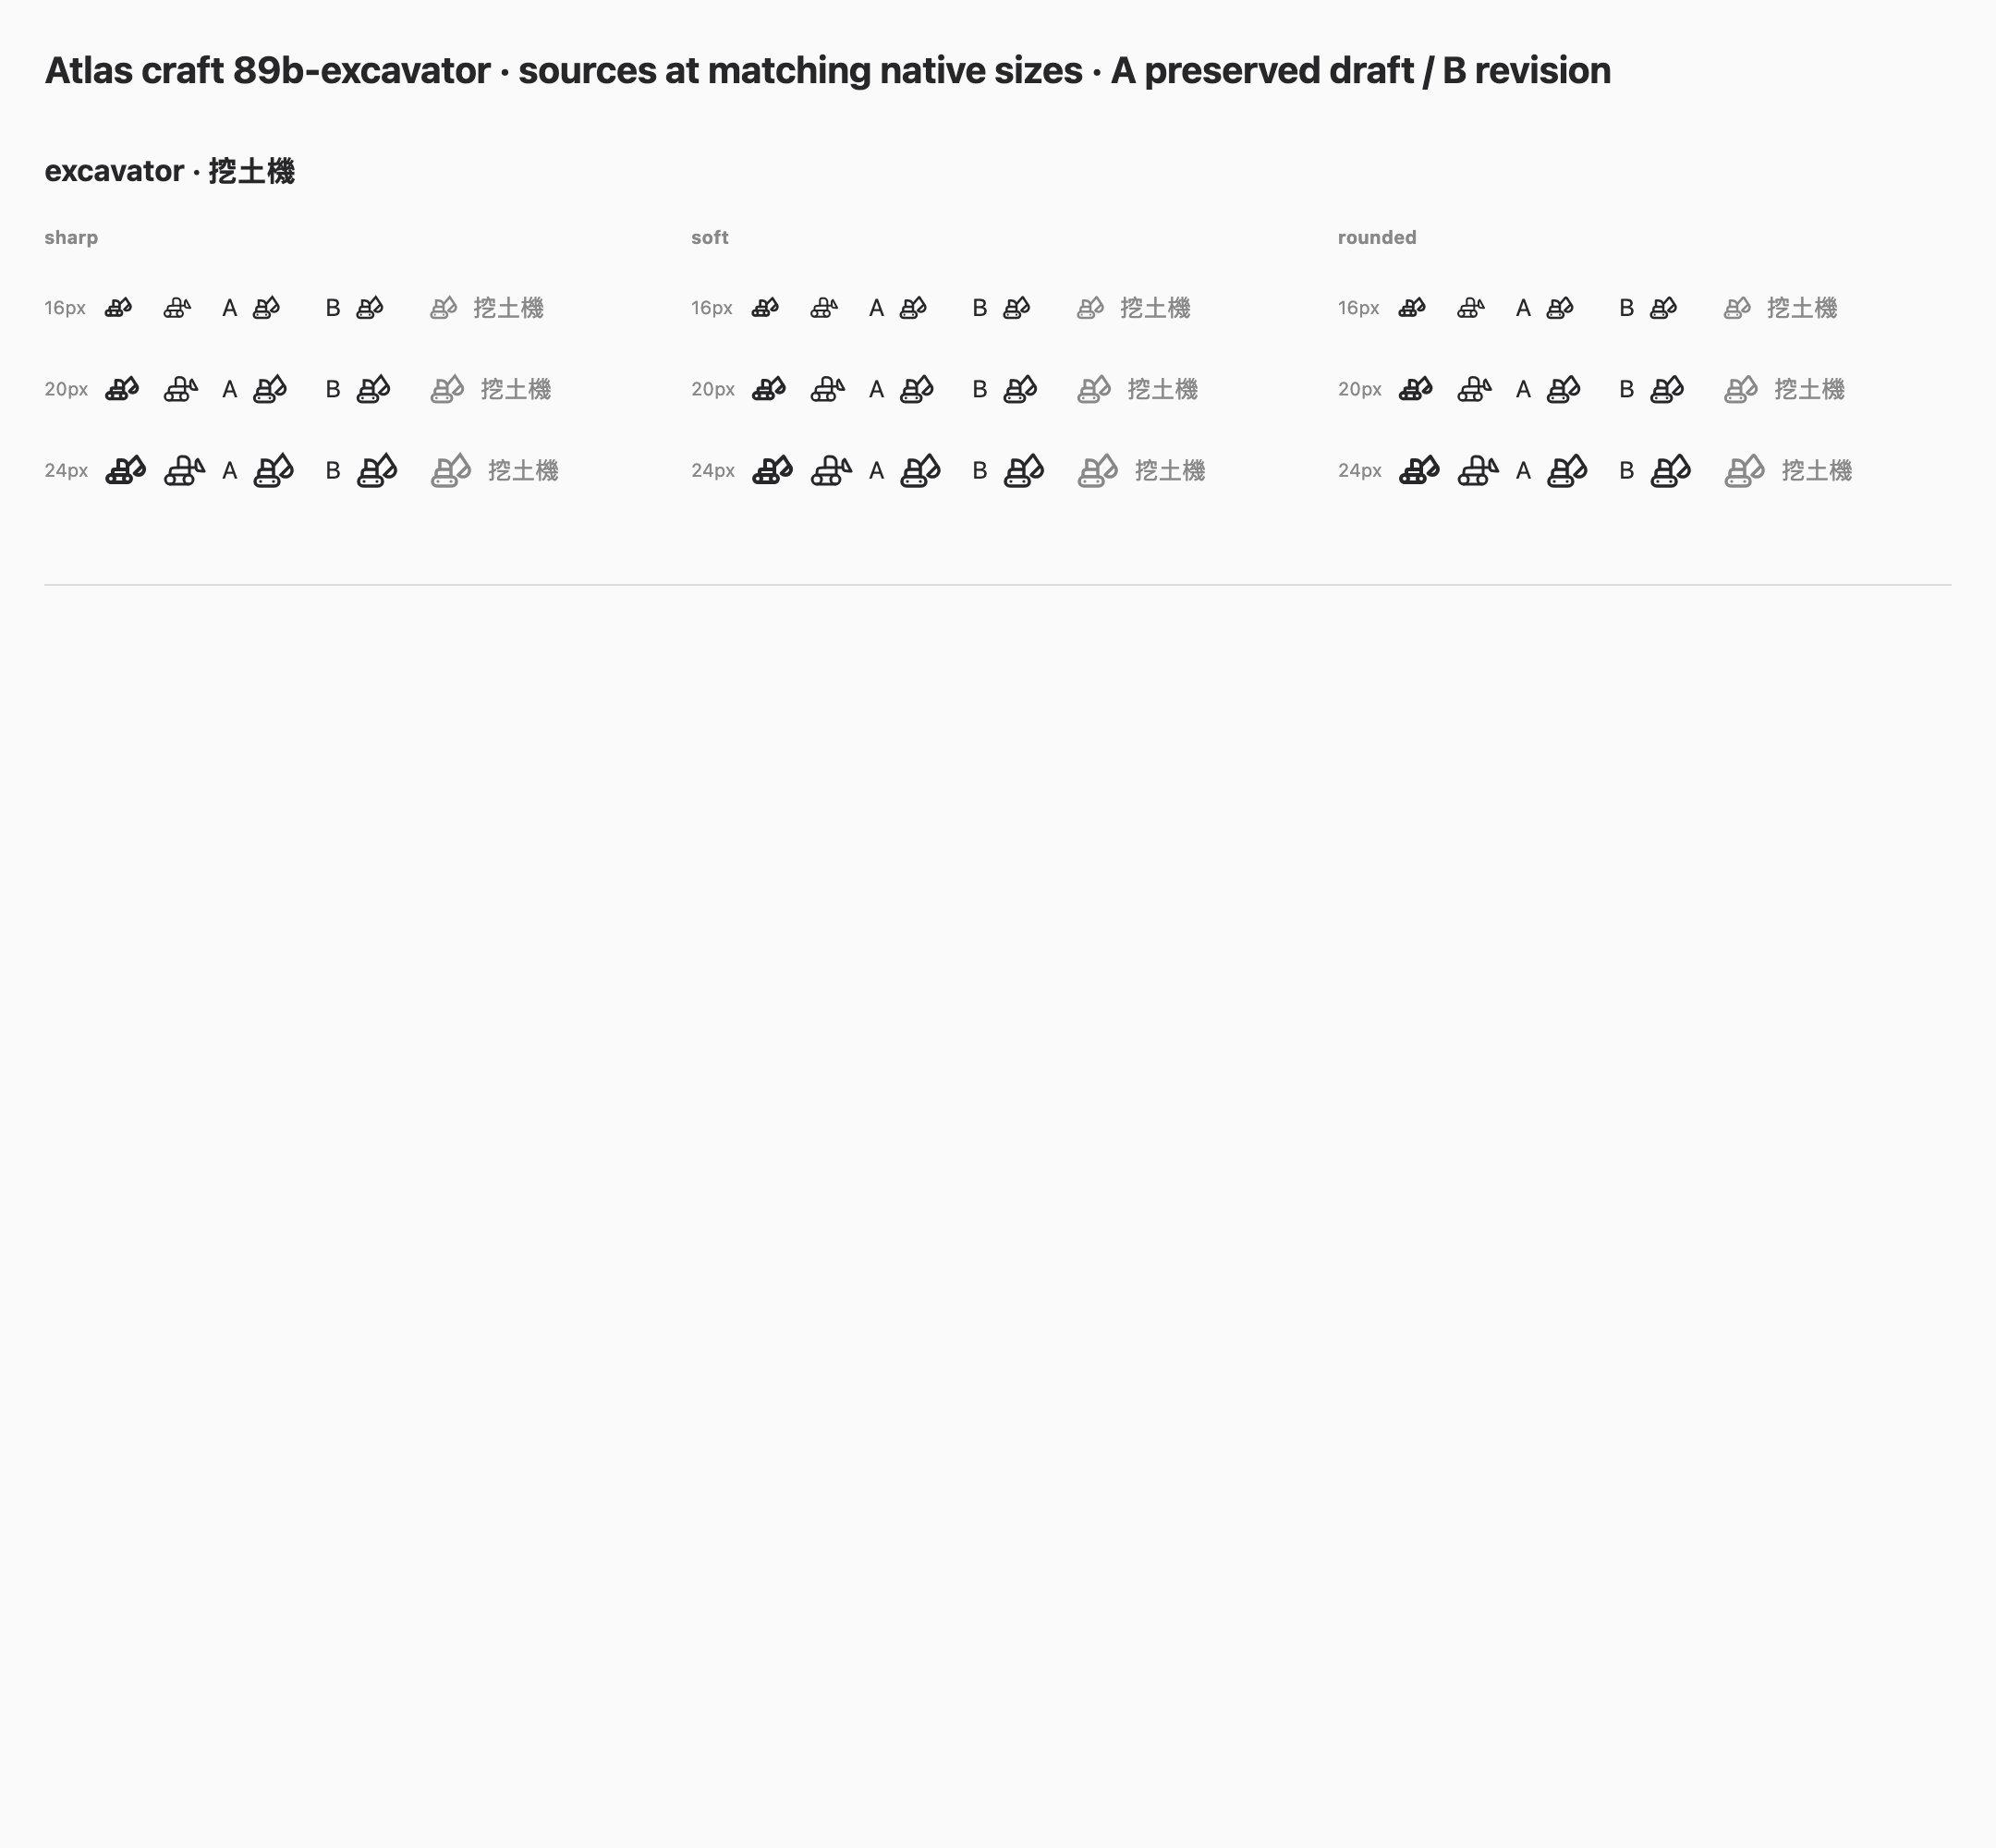 Atlas craft 89b-excavator · sources at matching native sizes · A preserved draft / B revision
excavator · 挖土機
sharp soft rounded
16px A B 挖土機 16px A B 挖土機 16px A B 挖土機
20px A B 挖土機 20px A B 挖土機 20px A B 挖土機
24px A B 挖土機 24px A B 挖土機 24px A B 挖土機